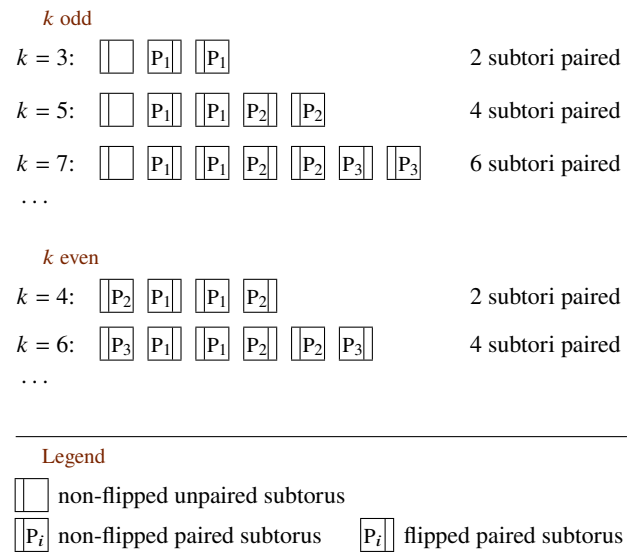 k odd
k = 3: P₁ P₁ 2 subtori paired
k = 5: P₁ P₁ P₂ P₂ 4 subtori paired
k = 7: P₁ P₁ P₂ P₂ P₃ P₃ 6 subtori paired
...
k even
k = 4: P₂ P₁ P₁ P₂ 2 subtori paired
k = 6: P₃ P₁ P₁ P₂ P₂ P₃ 4 subtori paired
...
Legend
non-flipped unpaired subtorus
Pᵢ non-flipped paired subtorus Pᵢ flipped paired subtorus